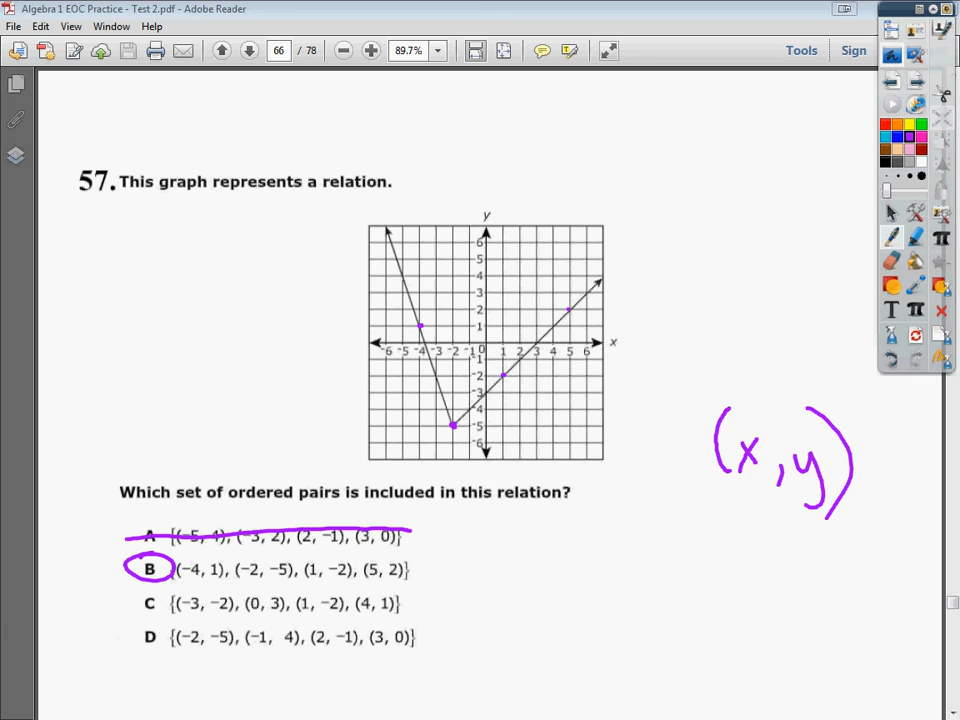 Algebra 1 EOC Practice - Test 2.pdf - Adobe Reader
File Edit View Window Help
66 / 78 89.7% Tools Sign
57. This graph represents a relation.
y
6
5
4
3
2
1
-6 -5 -4 -3 -2 -1 0 1 2 3 4 5 6 x
-1
-2
-3
-4
-5
-6
(x, y)
Which set of ordered pairs is included in this relation?
A {(-5, 4), (-3, 2), (2, -1), (3, 0)}
B {(-4, 1), (-2, -5), (1, -2), (5, 2)}
C {(-3, -2), (0, 3), (1, -2), (4, 1)}
D {(-2, -5), (-1, 4), (2, -1), (3, 0)}